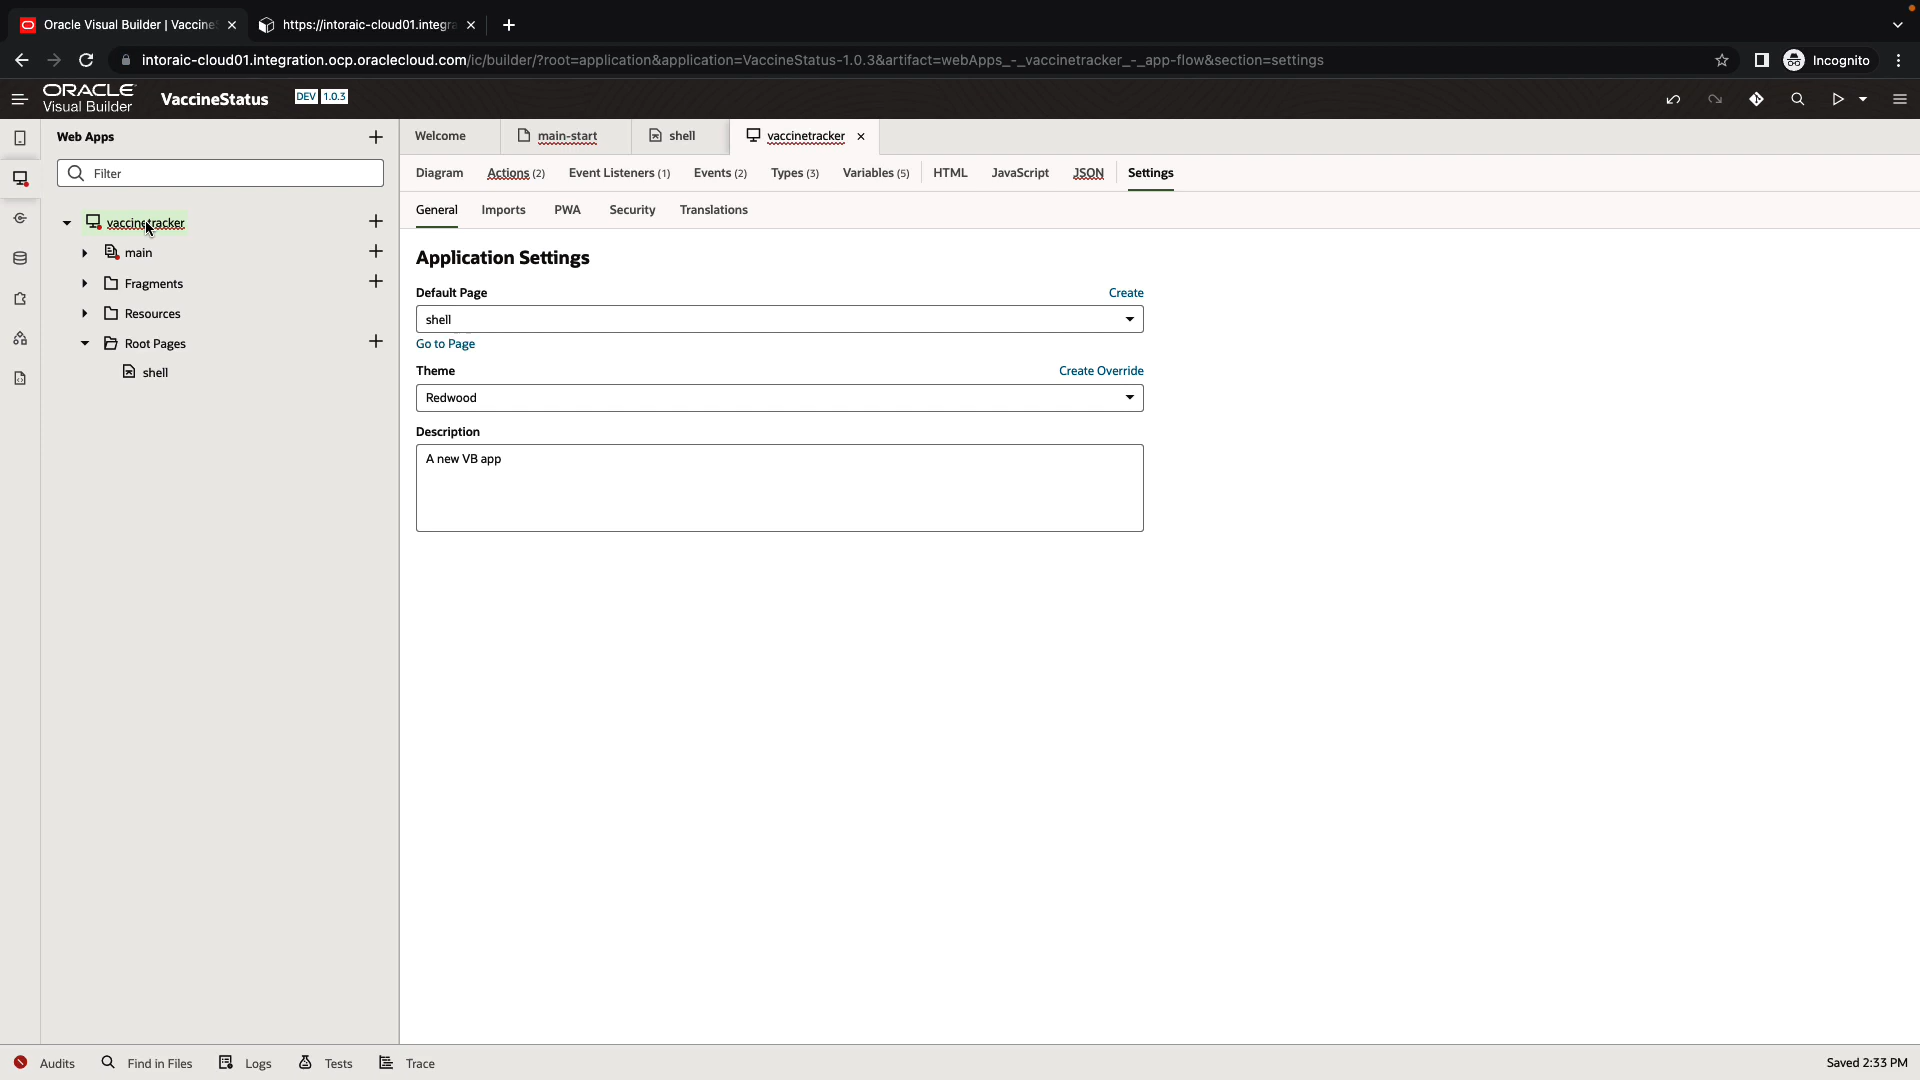 Oracle Visual Builder | Vaccine
https://intoraic-cloud01.integra
intoraic-cloud01.integration.ocp.oraclecloud.com/ic/builder/?root=application&application=VaccineStatus-1.0.3&artifact=webApps_-_vaccinetracker_-_app-flow&section=settings
Incognito
ORACLE
Visual Builder
VaccineStatus
DEV 1.0.3
Web Apps
Welcome
main-start
shell
vaccinetracker
Filter
Diagram
Actions (2)
Event Listeners (1)
Events (2)
Types (3)
Variables (5)
HTML
JavaScript
JSON
Settings
General
Imports
PWA
Security
Translations
vaccinetracker
main
Fragments
Resources
Root Pages
shell
Application Settings
Default Page
Create
shell
Go to Page
Theme
Create Override
Redwood
Description
A new VB app
Audits
Find in Files
Logs
Tests
Trace
Saved 2:33 PM